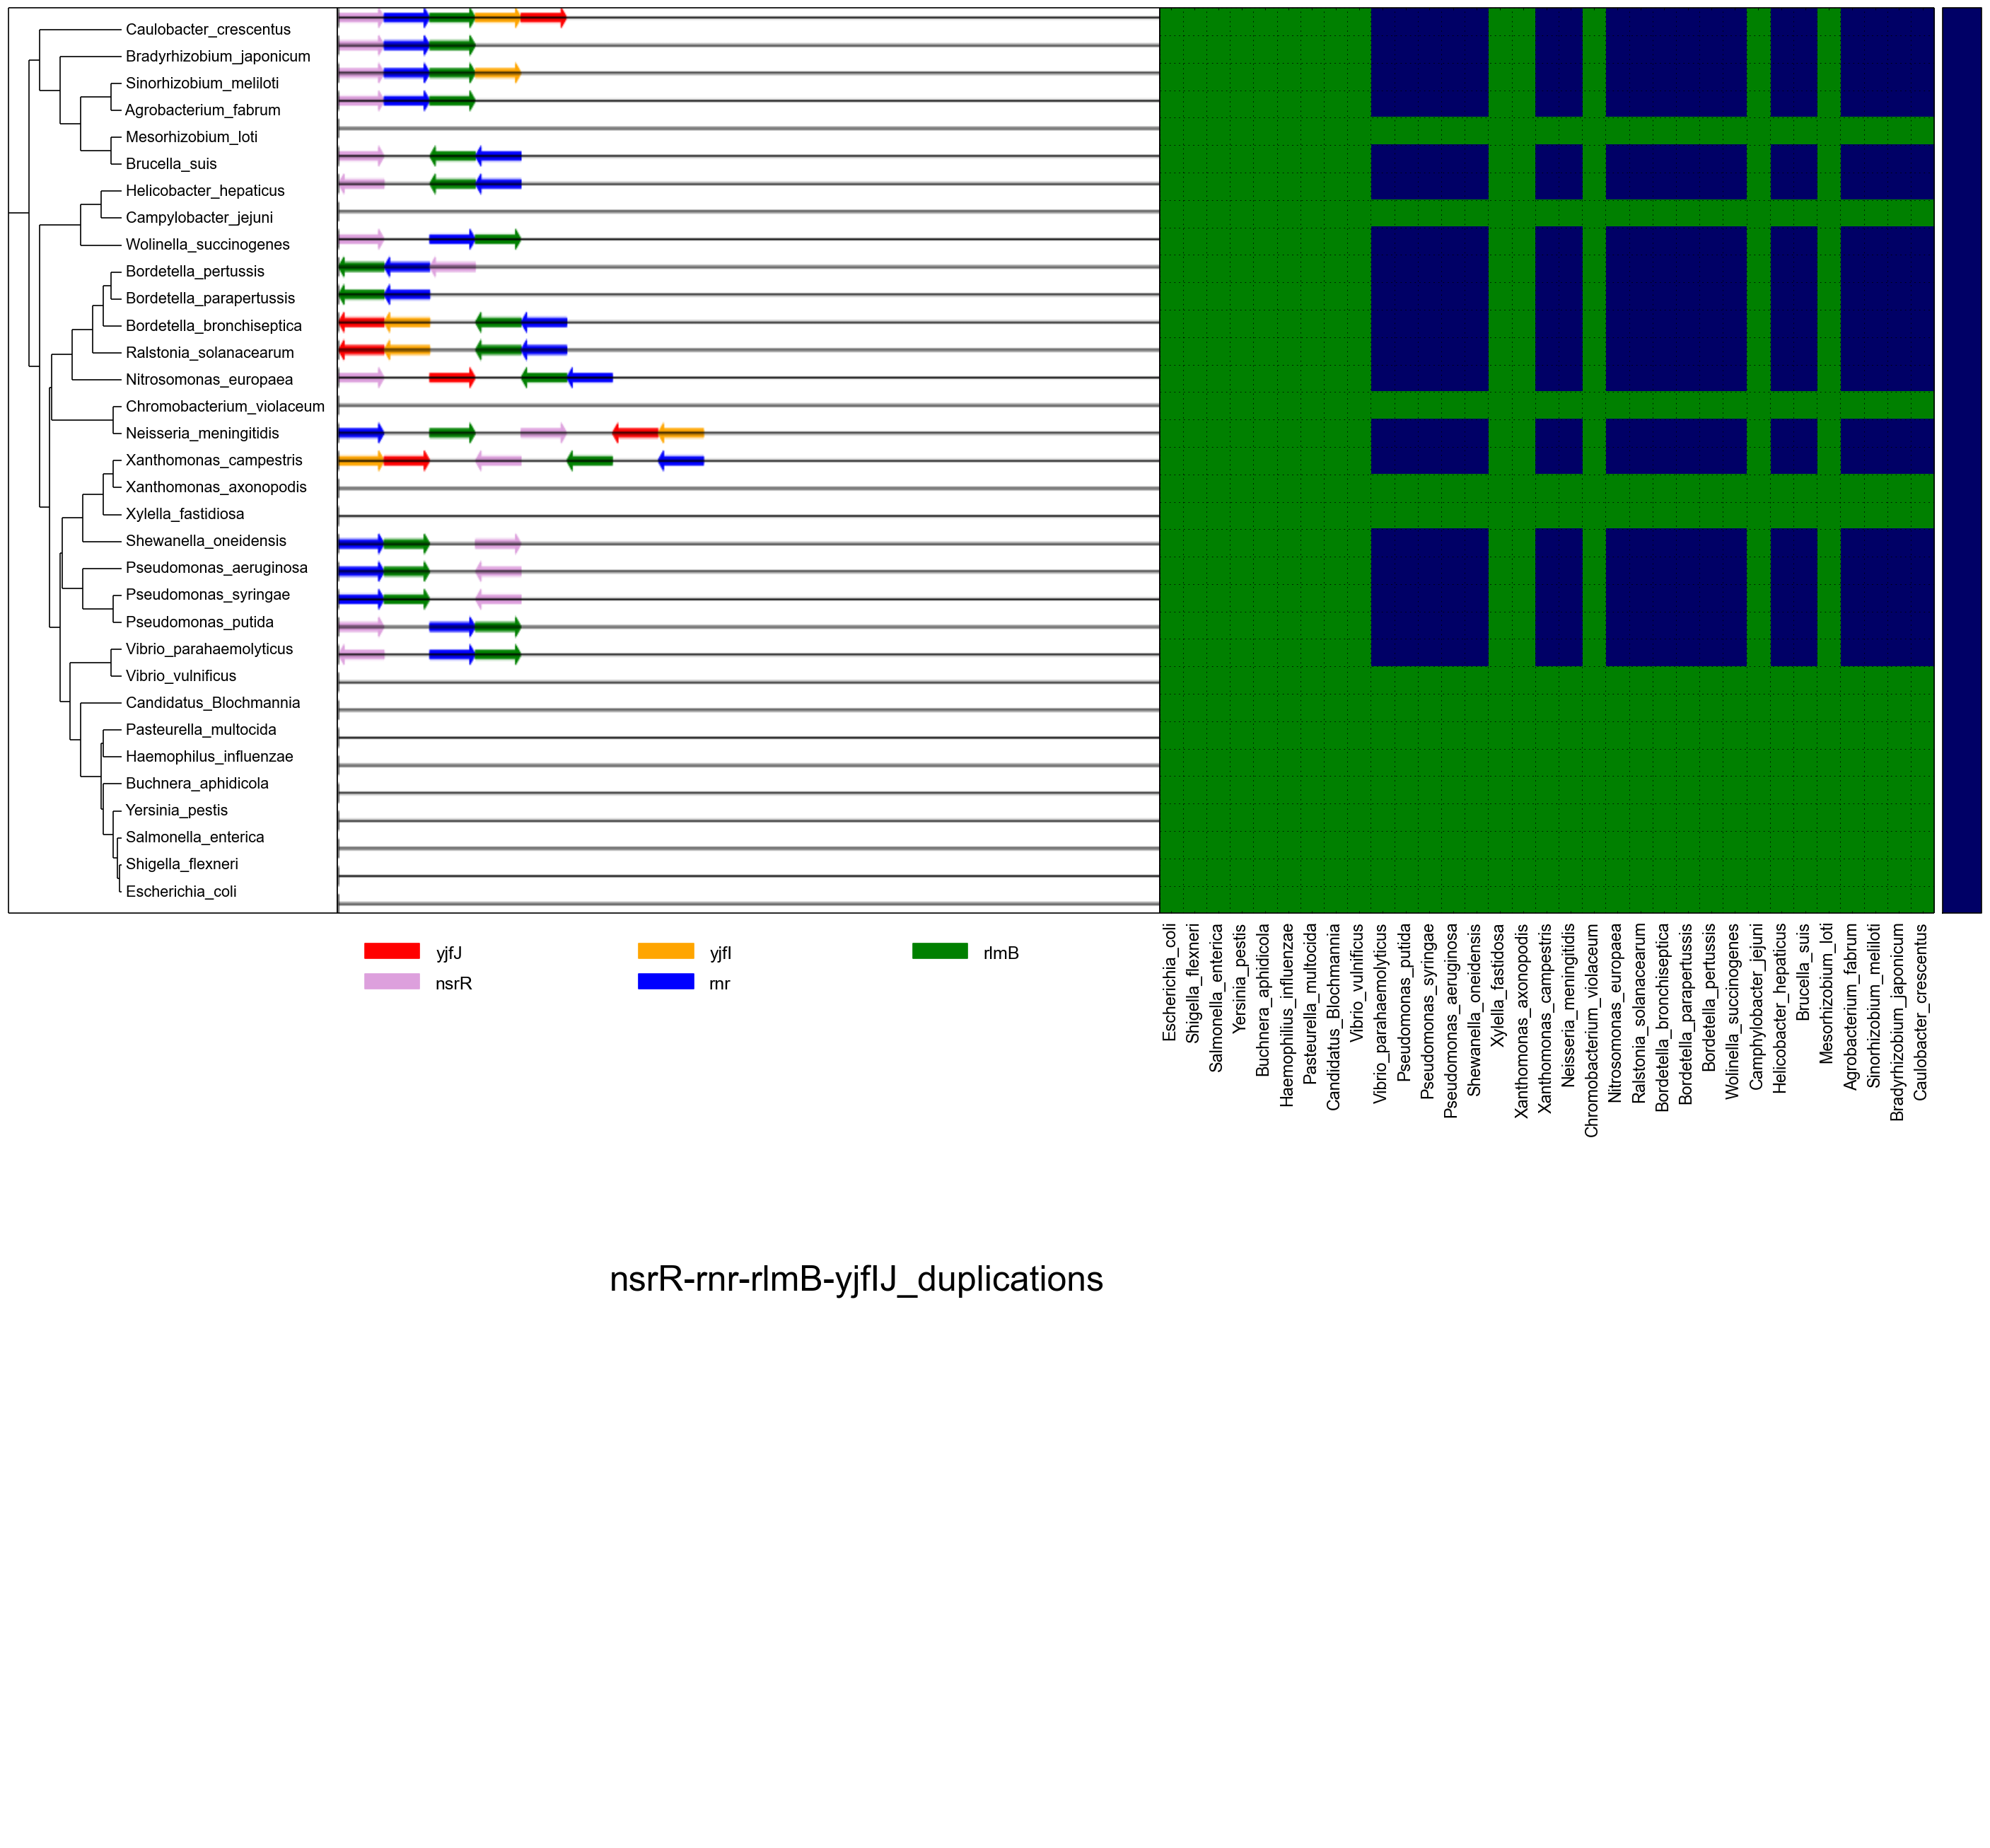 Caulobacter_crescentus
Bradyrhizobium_japonicum
Sinorhizobium_meliloti
Agrobacterium_fabrum
Mesorhizobium_loti
Brucella_suis
Helicobacter_hepaticus
Campylobacter_jejuni
Wolinella_succinogenes
Bordetella_pertussis
Bordetella_parapertussis
Bordetella_bronchiseptica
Ralstonia_solanacearum
Nitrosomonas_europaea
Chromobacterium_violaceum
Neisseria_meningitidis
Xanthomonas_campestris
Xanthomonas_axonopodis
Xylella_fastidiosa
Shewanella_oneidensis
Pseudomonas_aeruginosa
Pseudomonas_syringae
Pseudomonas_putida
Vibrio_parahaemolyticus
Vibrio_vulnificus
Candidatus_Blochmannia
Pasteurella_multocida
Haemophilus_influenzae
Buchnera_aphidicola
Yersinia_pestis
Salmonella_enterica
Shigella_flexneri
Escherichia_coli
yjfJ
yjfI
rlmB
nsrR
rnr
Escherichia_coli
Shigella_flexneri
Salmonella_enterica
Yersinia_pestis
Buchnera_aphidicola
Haemophilus_influenzae
Pasteurella_multocida
Candidatus_Blochmannia
Vibrio_vulnificus
Vibrio_parahaemolyticus
Pseudomonas_putida
Pseudomonas_syringae
Pseudomonas_aeruginosa
Shewanella_oneidensis
Xylella_fastidiosa
Xanthomonas_axonopodis
Xanthomonas_campestris
Neisseria_meningitidis
Chromobacterium_violaceum
Nitrosomonas_europaea
Ralstonia_solanacearum
Bordetella_bronchiseptica
Bordetella_parapertussis
Bordetella_pertussis
Wolinella_succinogenes
Camphylobacter_jejuni
Helicobacter_hepaticus
Brucella_suis
Mesorhizobium_loti
Agrobacterium_fabrum
Sinorhizobium_meliloti
Bradyrhizobium_japonicum
Caulobacter_crescentus
nsrR-rnr-rlmB-yjfIJ_duplications